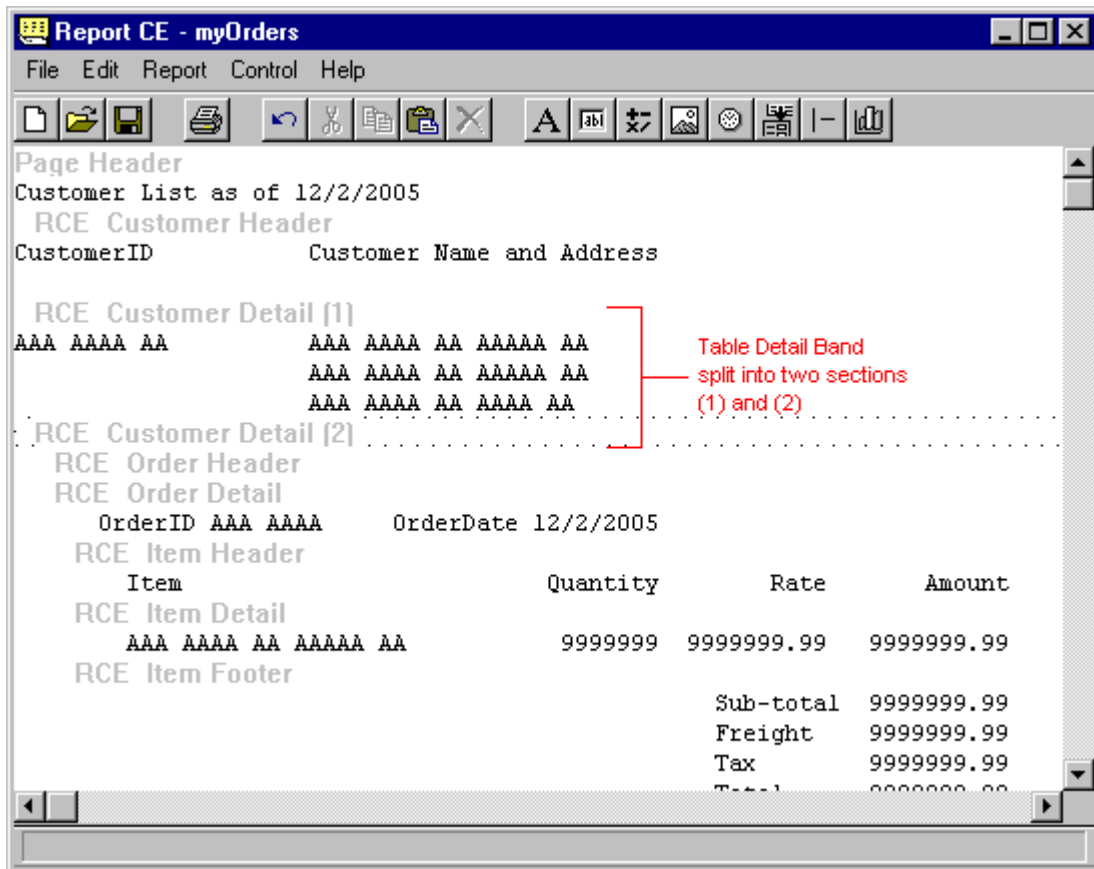 Report CE - myOrders
File Edit Report Control Help
A abl
Page Header
Customer List as of 12/2/2005
RCE Customer Header
CustomerID Customer Name and Address
RCE Customer Detail (1)
AAA AAAA AA AAA AAAA AA AAAAA AA
AAA AAAA AA AAAAA AA
AAA AAAA AA AAAA AA
Table Detail Band
split into two sections
(1) and (2)
RCE Customer Detail (2)
RCE Order Header
RCE Order Detail
OrderID AAA AAAA OrderDate 12/2/2005
RCE Item Header
Item Quantity Rate Amount
RCE Item Detail
AAA AAAA AA AAAAA AA 9999999 9999999.99 9999999.99
RCE Item Footer
Sub-total 9999999.99
Freight 9999999.99
Tax 9999999.99
Total 9999999.99